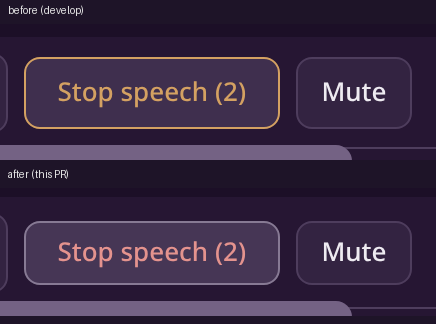 before (develop)
Stop speech (2)
Mute
after (this PR)
Stop speech (2)
Mute